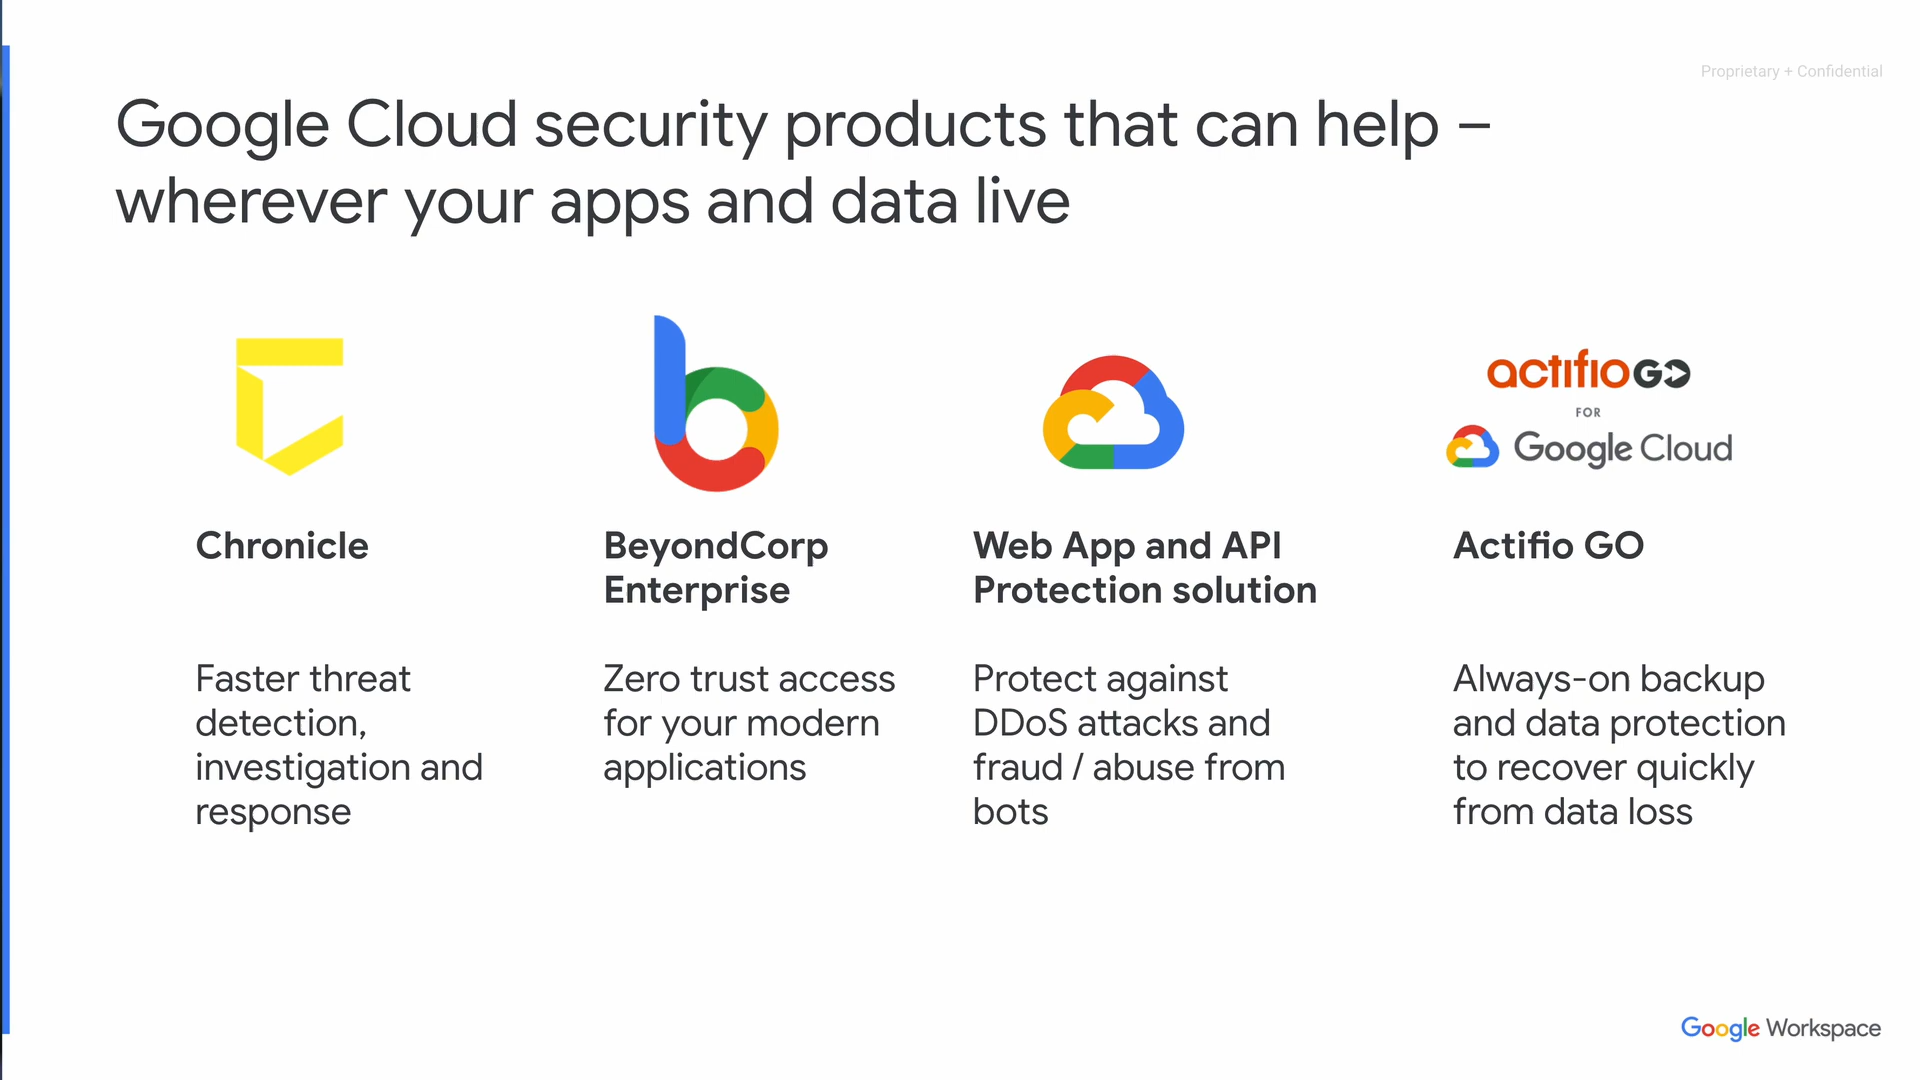 Proprietary + Confidential
Google Cloud security products that can help –
wherever your apps and data live
actifio GO
FOR
Google Cloud
Chronicle
Faster threat
detection,
investigation and
response
BeyondCorp
Enterprise
Zero trust access
for your modern
applications
Web App and API
Protection solution
Protect against
DDoS attacks and
fraud / abuse from
bots
Actifio GO
Always-on backup
and data protection
to recover quickly
from data loss
Google Workspace